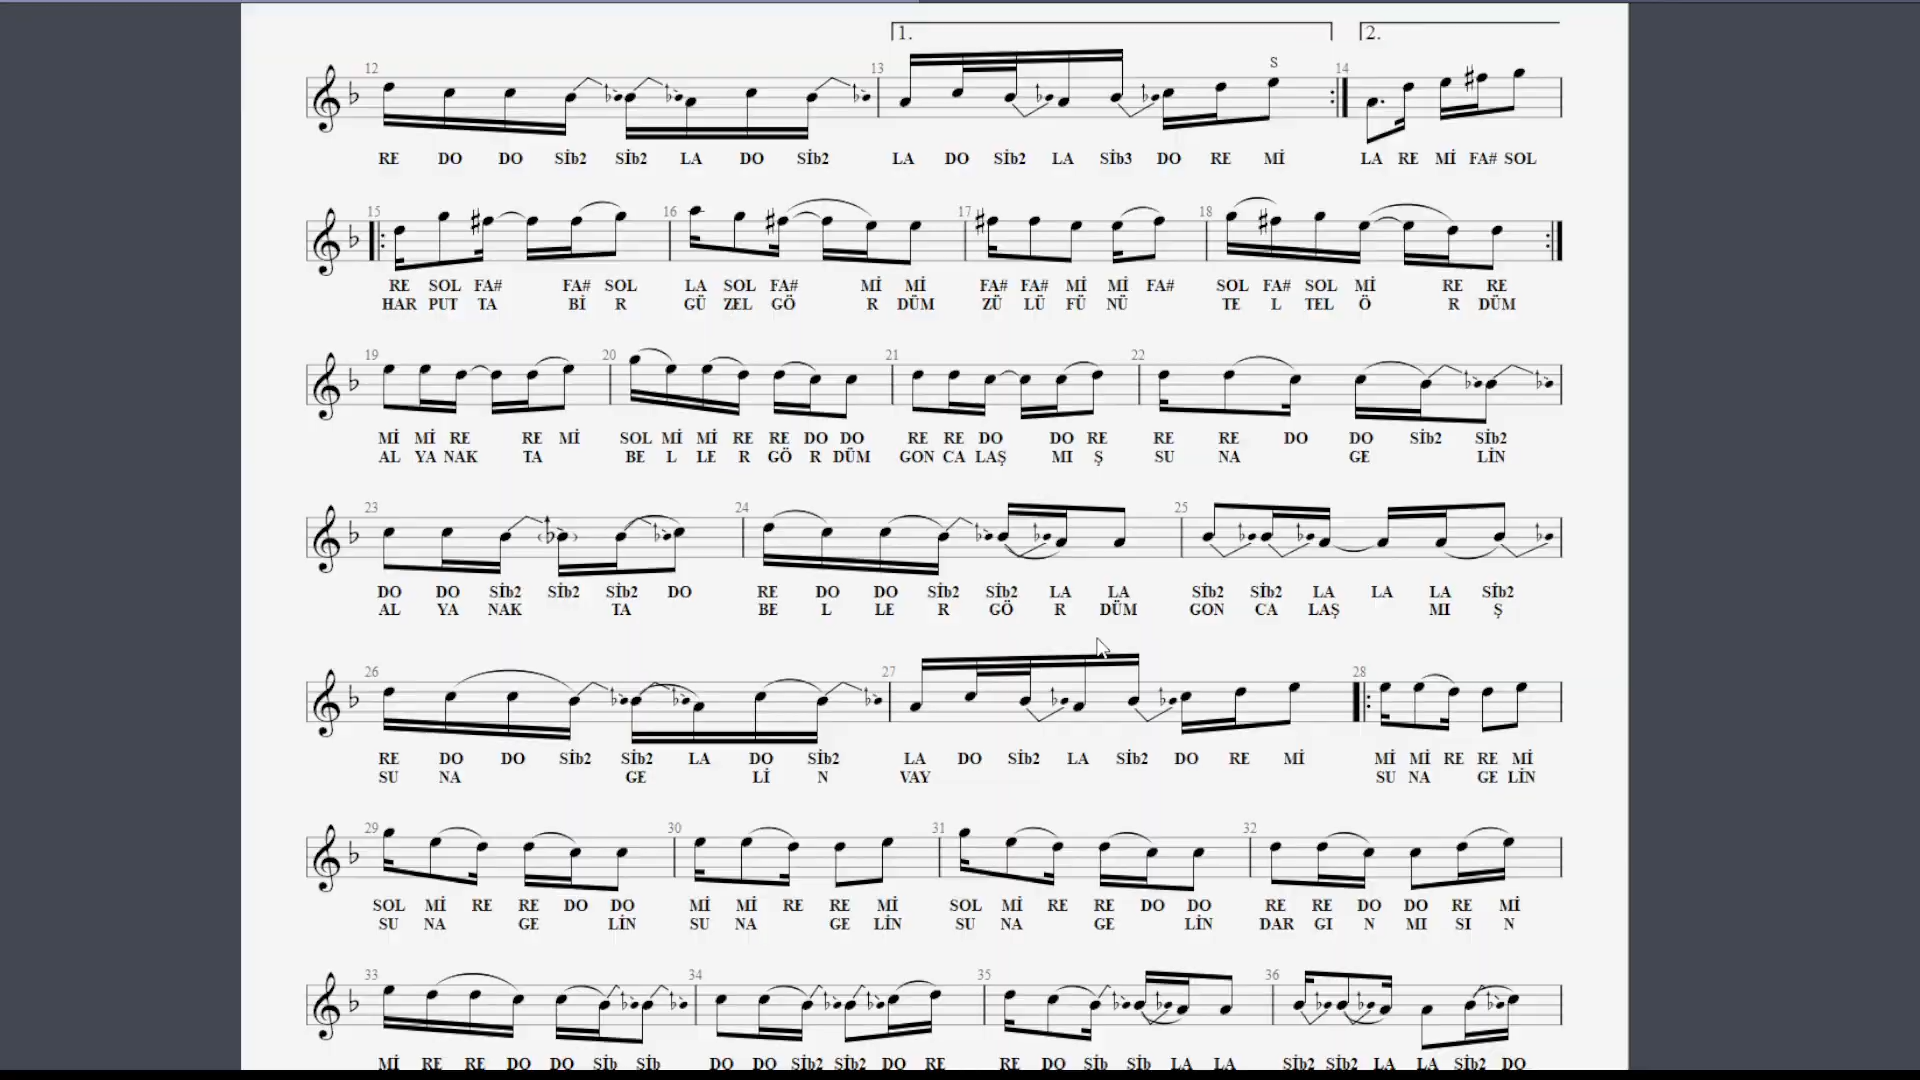 1. 2.
12 13 S 14
RE DO DO Sİb2 Sİb2 LA DO Sİb2 LA DO Sİb2 LA Sİb3 DO RE Mİ LA RE Mİ FA# SOL
15 16 17 18
RE SOL FA# FA# SOL LA SOL FA# Mİ Mİ FA# FA# Mİ Mİ FA# SOL FA# SOL Mİ RE RE
HAR PUT TA Bİ R GÜ ZEL GÖ R DÜM ZÜ LÜ FÜ NÜ TE L TEL Ö R DÜM
19 20 21 22
Mİ Mİ RE RE Mİ SOL Mİ Mİ RE RE DO DO RE RE DO DO RE RE RE DO DO Sİb2 Sİb2
AL YA NAK TA BE L LE R GÖ R DÜM GON CA LAŞ MI Ş SU NA GE LİN
23 24 25
DO DO Sİb2 Sİb2 Sİb2 DO RE DO DO Sİb2 Sİb2 LA LA Sİb2 Sİb2 LA LA LA Sİb2
AL YA NAK TA BE L LE R GÖ R DÜM GON CA LAŞ MI Ş
26 27 28
RE DO DO Sİb2 Sİb2 LA DO Sİb2 LA DO Sİb2 LA Sİb2 DO RE Mİ Mİ Mİ RE RE Mİ
SU NA GE Lİ N VAY SU NA GE LİN
29 30 31 32
SOL Mİ RE RE DO DO Mİ Mİ RE RE Mİ SOL Mİ RE RE DO DO RE RE DO DO RE Mİ
SU NA GE LİN SU NA GE LİN SU NA GE LİN DAR GI N MI SI N
33 34 35 36
Mİ RE RE DO DO Sİb Sİb DO DO Sİb2 Sİb2 DO RE RE DO Sİb Sİb LA LA Sİb2 Sİb2 LA LA Sİb2 DO